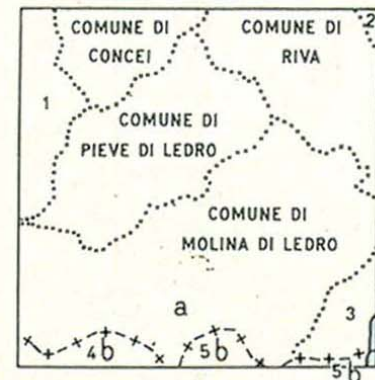 COMUNE DI
CONCEI
COMUNE DI
RIVA
2
1
COMUNE DI
PIEVE DI LEDRO
COMUNE DI
MOLINA DI LEDRO
a
3
4b
5b
5b